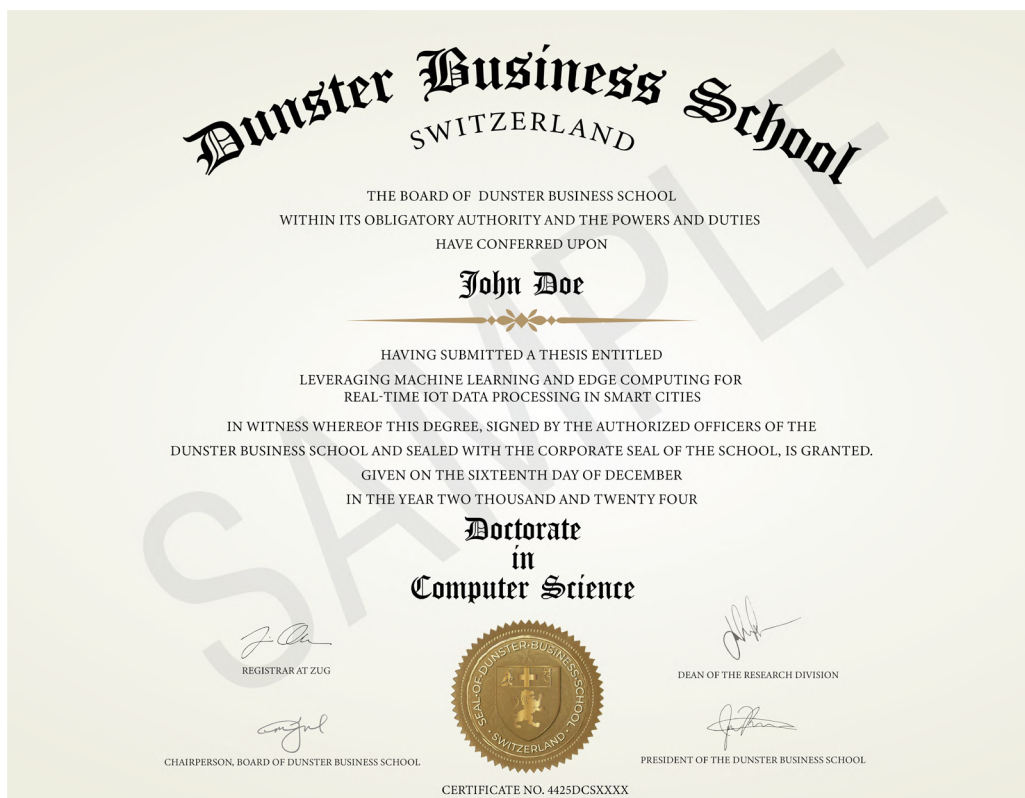 Dunster Business School
SWITZERLAND
THE BOARD OF DUNSTER BUSINESS SCHOOL
WITHIN ITS OBLIGATORY AUTHORITY AND THE POWERS AND DUTIES
HAVE CONFERRED UPON
John Doe
HAVING SUBMITTED A THESIS ENTITLED
LEVERAGING MACHINE LEARNING AND EDGE COMPUTING FOR
REAL-TIME IOT DATA PROCESSING IN SMART CITIES
IN WITNESS WHEREOF THIS DEGREE, SIGNED BY THE AUTHORIZED OFFICERS OF THE
DUNSTER BUSINESS SCHOOL AND SEALED WITH THE CORPORATE SEAL OF THE SCHOOL, IS GRANTED.
GIVEN ON THE SIXTEENTH DAY OF DECEMBER
IN THE YEAR TWO THOUSAND AND TWENTY FOUR
Doctorate
in
Computer Science
SAMPLE
REGISTRAR AT ZUG
DEAN OF THE RESEARCH DIVISION
SEAL·OF·DUNSTER·BUSINESS·SCHOOL
· SWITZERLAND ·
CHAIRPERSON, BOARD OF DUNSTER BUSINESS SCHOOL
PRESIDENT OF THE DUNSTER BUSINESS SCHOOL
CERTIFICATE NO. 4425DCSXXXX